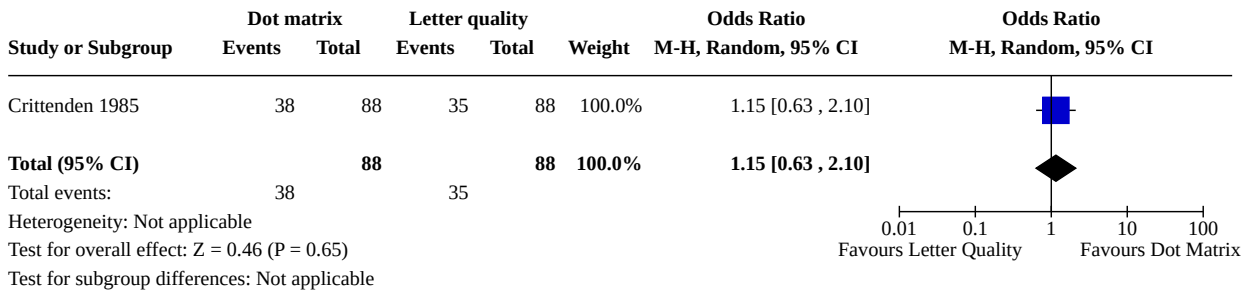 Dot matrix Letter quality Odds Ratio Odds Ratio
Study or Subgroup Events Total Events Total Weight M-H, Random, 95% CI M-H, Random, 95% CI
Crittenden 1985 38 88 35 88 100.0% 1.15 [0.63 , 2.10]
Total (95% CI) 88 88 100.0% 1.15 [0.63 , 2.10]
Total events: 38 35
Heterogeneity: Not applicable
0.01 0.1 1 10 100
Test for overall effect: Z = 0.46 (P = 0.65) Favours Letter Quality Favours Dot Matrix
Test for subgroup differences: Not applicable